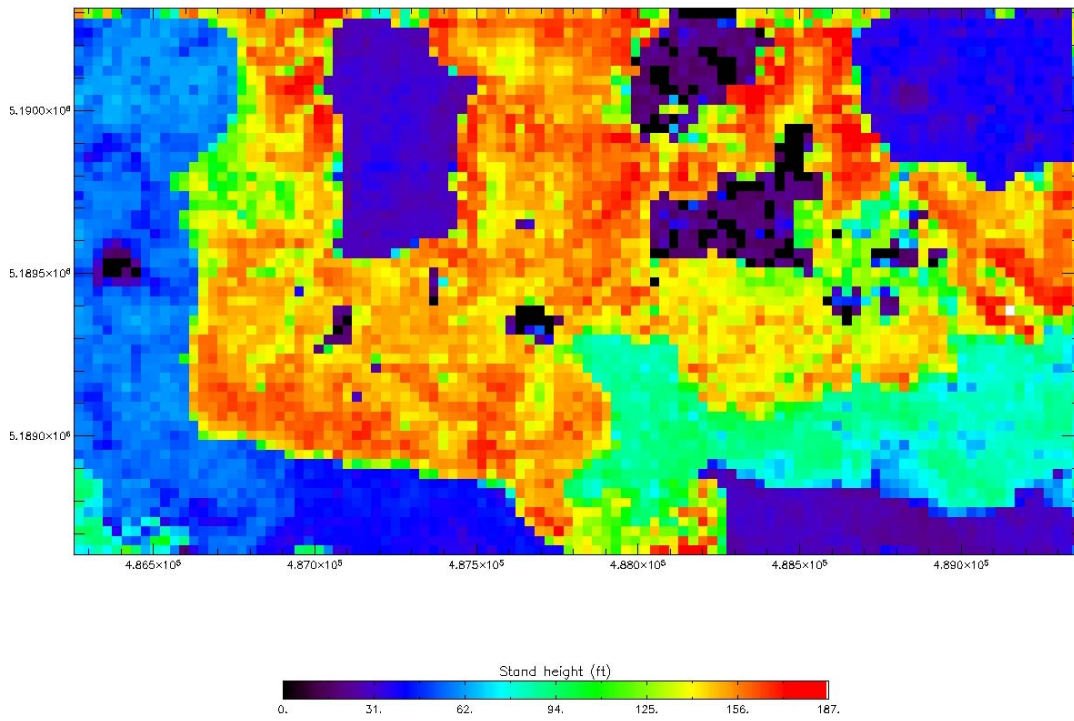 5.1900×10⁶
5.1895×10⁶
5.1890×10⁶
4.865×10⁵ 4.870×10⁵ 4.875×10⁵ 4.880×10⁵ 4.885×10⁵ 4.890×10⁵
Stand height (ft)
0. 31. 62. 94. 125. 156. 187.